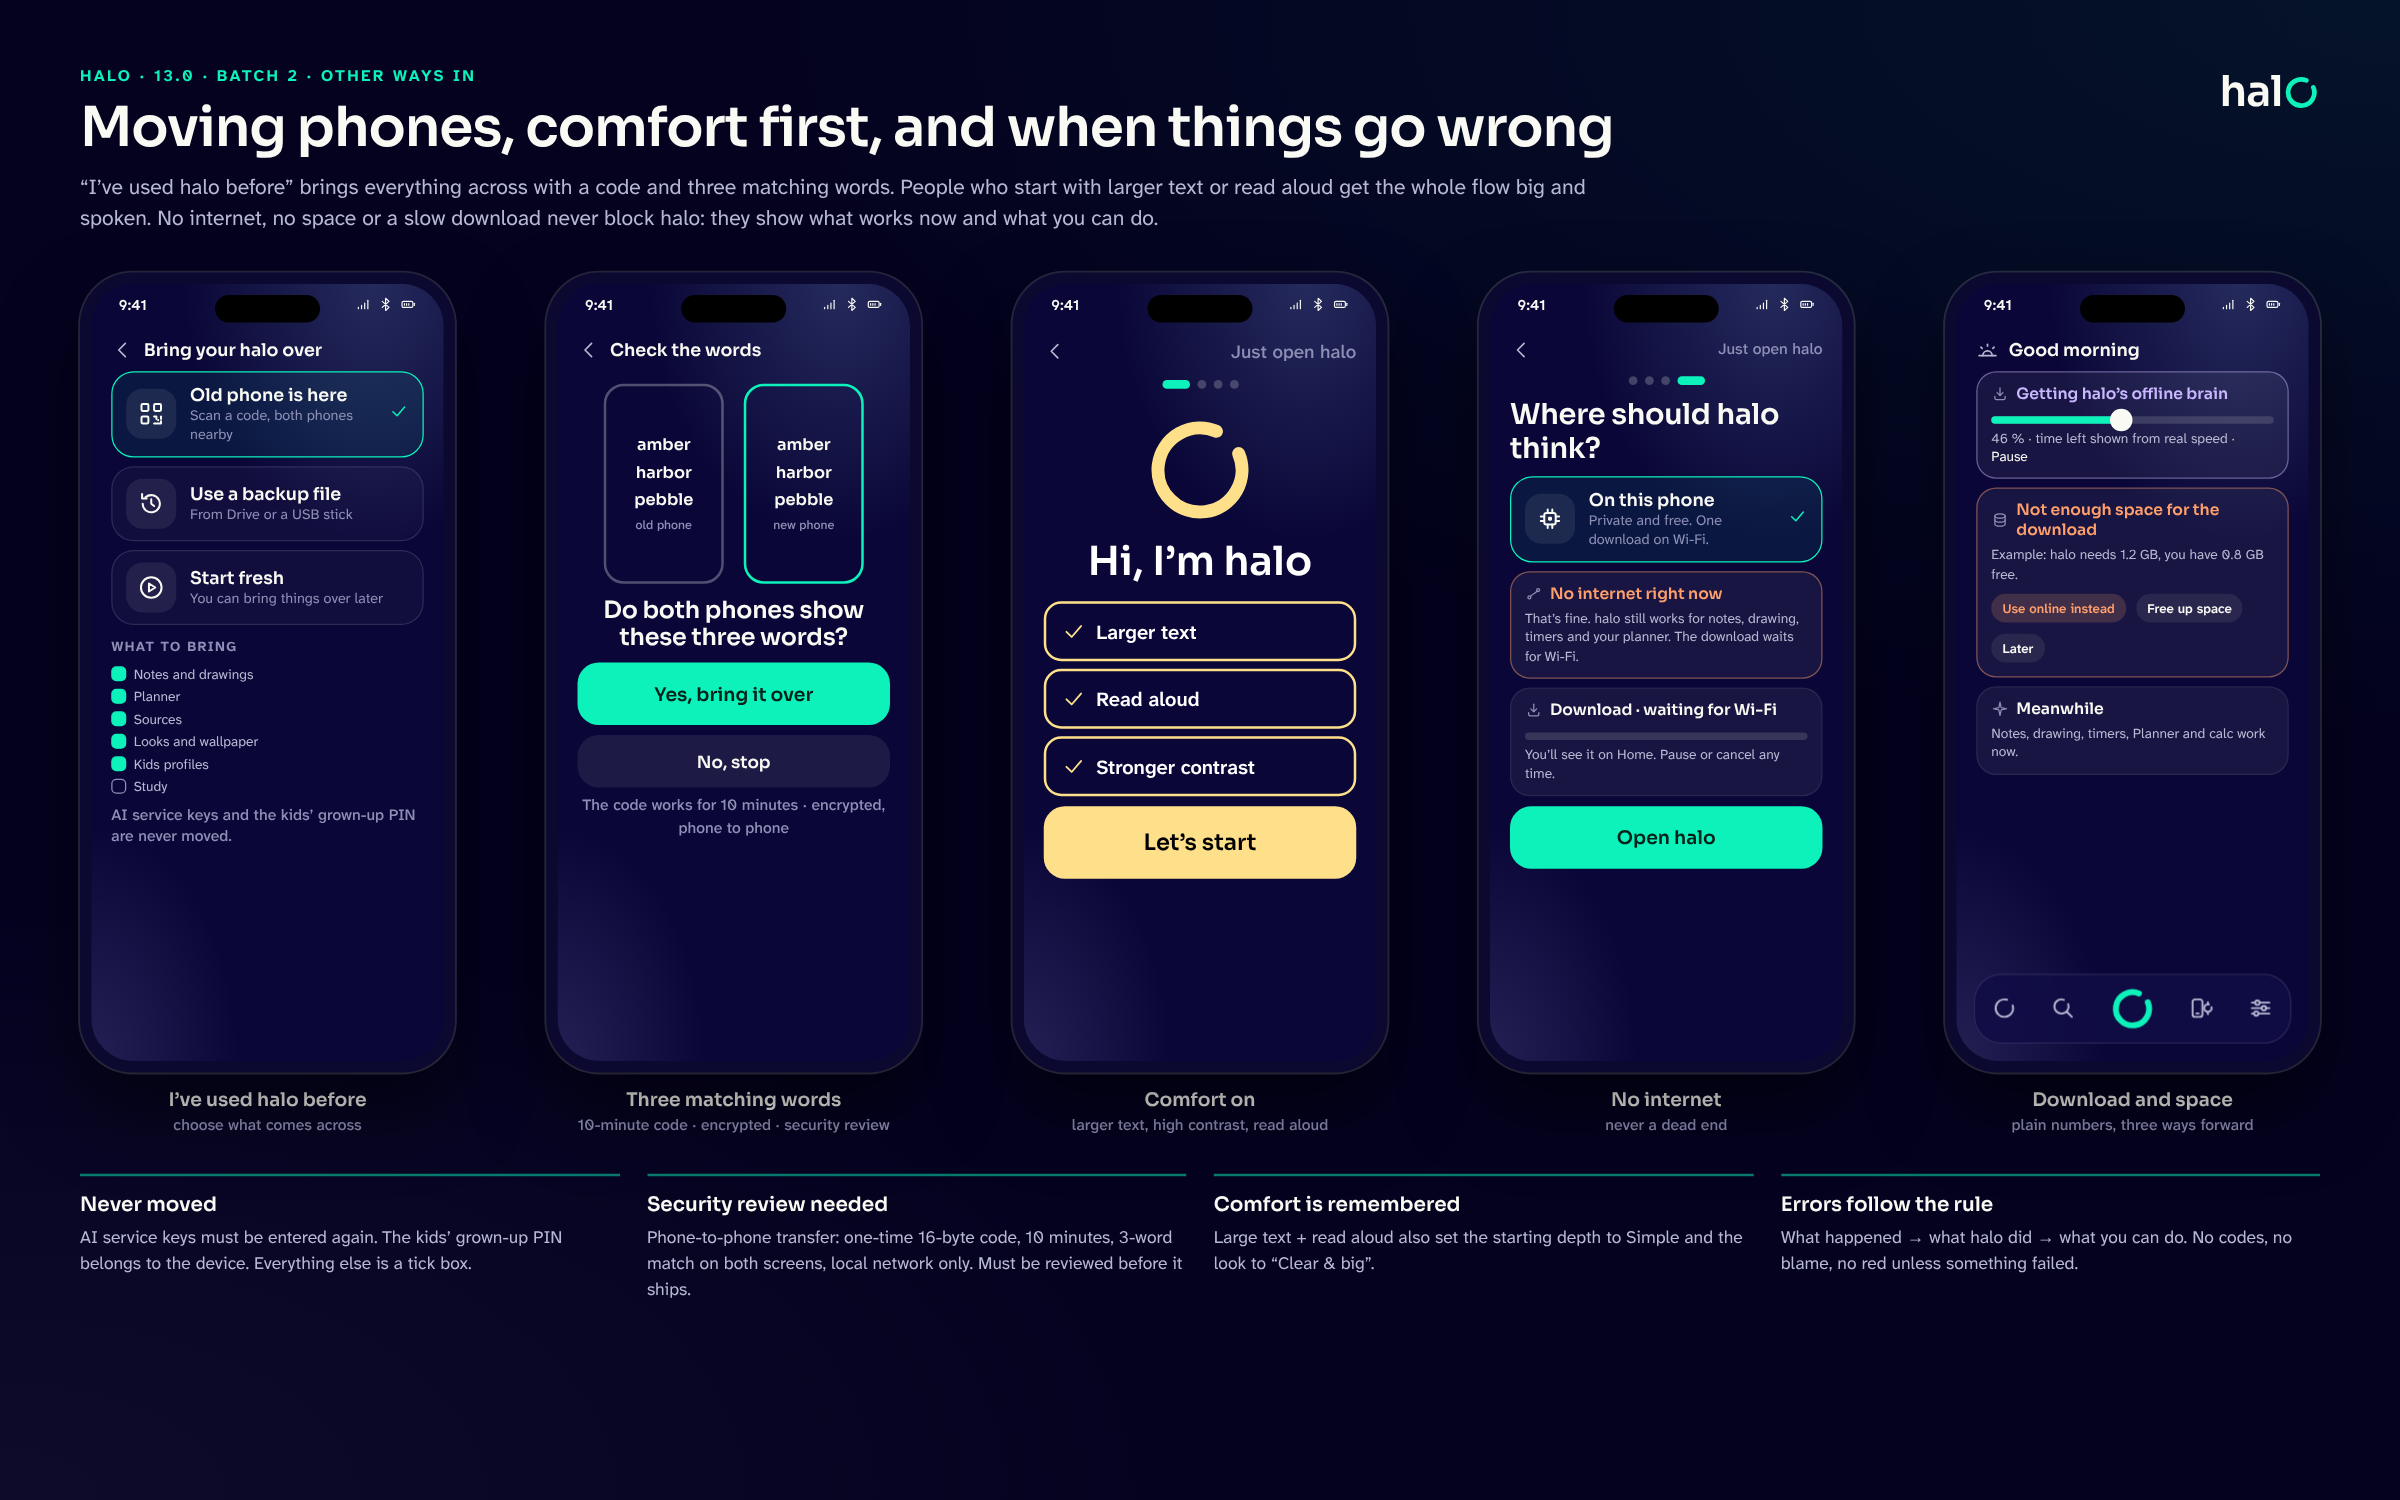 HALO · 13.0 · BATCH 2 · OTHER WAYS IN
halo
Moving phones, comfort first, and when things go wrong
“I’ve used halo before” brings everything across with a code and three matching words. People who start with larger text or read aloud get the whole flow big and
spoken. No internet, no space or a slow download never block halo: they show what works now and what you can do.
9:41
Bring your halo over
Old phone is here
Scan a code, both phones
nearby
Use a backup file
From Drive or a USB stick
Start fresh
You can bring things over later
WHAT TO BRING
Notes and drawings
Planner
Sources
Looks and wallpaper
Kids profiles
Study
AI service keys and the kids’ grown-up PIN
are never moved.
I’ve used halo before
choose what comes across
9:41
Check the words
amber
harbor
pebble
old phone
amber
harbor
pebble
new phone
Do both phones show
these three words?
Yes, bring it over
No, stop
The code works for 10 minutes · encrypted,
phone to phone
Three matching words
10-minute code · encrypted · security review
9:41
Just open halo
Hi, I’m halo
Larger text
Read aloud
Stronger contrast
Let’s start
Comfort on
larger text, high contrast, read aloud
9:41
Just open halo
Where should halo
think?
On this phone
Private and free. One
download on Wi-Fi.
No internet right now
That’s fine. halo still works for notes, drawing,
timers and your planner. The download waits
for Wi-Fi.
Download · waiting for Wi-Fi
You’ll see it on Home. Pause or cancel any
time.
Open halo
No internet
never a dead end
9:41
Good morning
Getting halo’s offline brain
46 % · time left shown from real speed ·
Pause
Not enough space for the
download
Example: halo needs 1.2 GB, you have 0.8 GB
free.
Use online instead
Free up space
Later
Meanwhile
Notes, drawing, timers, Planner and calc work
now.
Download and space
plain numbers, three ways forward
Never moved
AI service keys must be entered again. The kids’ grown-up PIN
belongs to the device. Everything else is a tick box.
Security review needed
Phone-to-phone transfer: one-time 16-byte code, 10 minutes, 3-word
match on both screens, local network only. Must be reviewed before it
ships.
Comfort is remembered
Large text + read aloud also set the starting depth to Simple and the
look to “Clear & big”.
Errors follow the rule
What happened → what halo did → what you can do. No codes, no
blame, no red unless something failed.